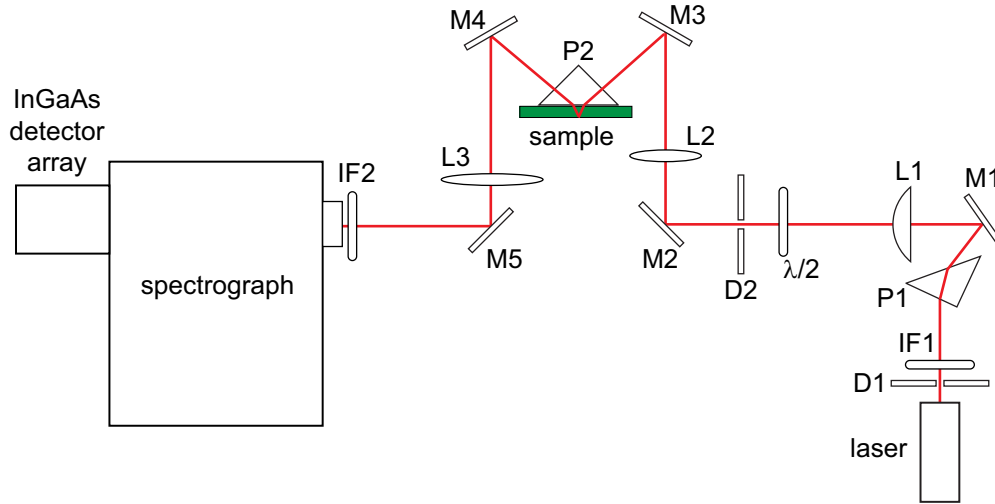 M4
M3
P2
InGaAs
detector
array
sample
L3
L2
IF2
L1
M1
M5
M2
λ/2
D2
P1
spectrograph
IF1
D1
laser